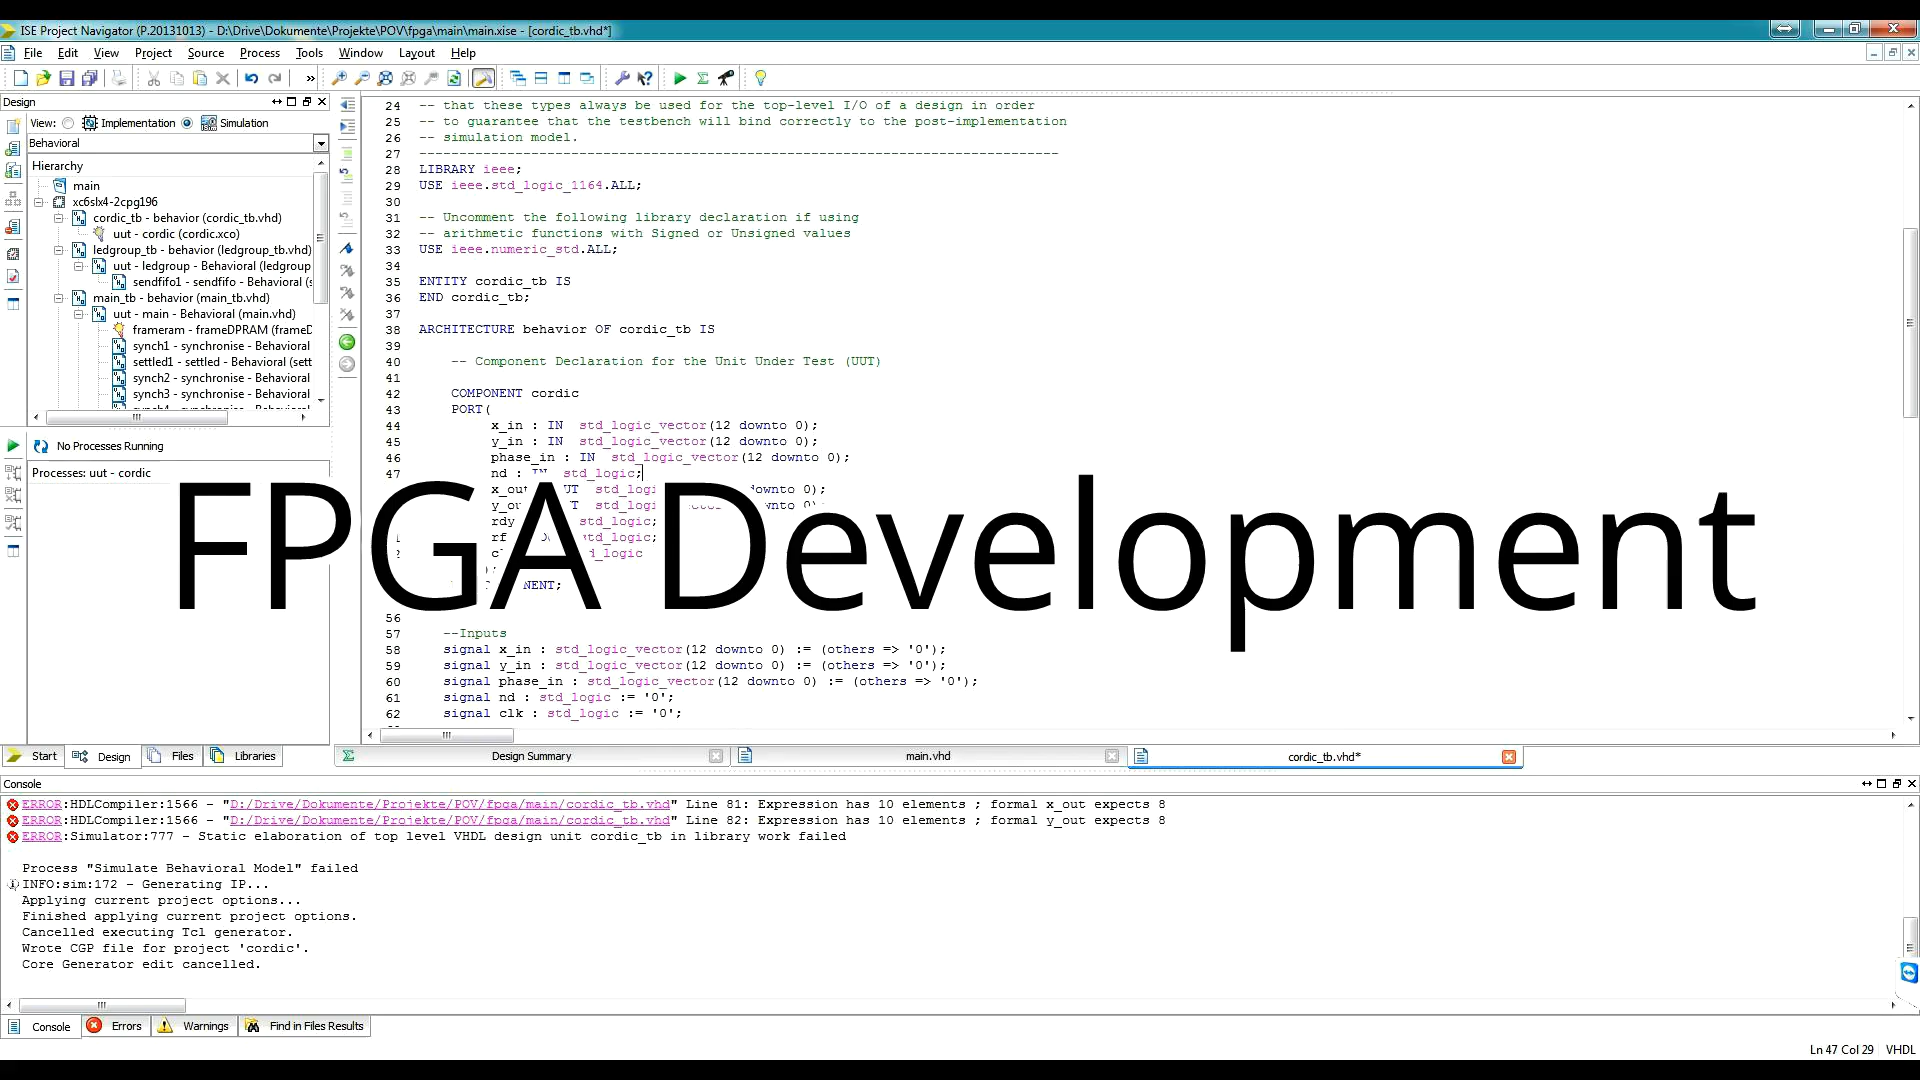 ISE Project Navigator (P.20131013) - D:\Drive\Dokumente\Projekte\POV\fpga\main\main.xise - [cordic_tb.vhd*]
File Edit View Project Source Process Tools Window Layout Help
Design
View: Implementation Simulation
Behavioral
Hierarchy
main
xc6slx4-2cpg196
cordic_tb - behavior (cordic_tb.vhd)
uut - cordic (cordic.xco)
ledgroup_tb - behavior (ledgroup_tb.vhd)
uut - ledgroup - Behavioral (ledgroup
sendfifo1 - sendfifo - Behavioral (s
main_tb - behavior (main_tb.vhd)
uut - main - Behavioral (main.vhd)
frameram - frameDPRAM (frameD
synch1 - synchronise - Behavioral
settled1 - settled - Behavioral (sett
synch2 - synchronise - Behavioral
synch3 - synchronise - Behavioral
No Processes Running
Processes: uut - cordic
24 -- that these types always be used for the top-level I/O of a design in order
25 -- to guarantee that the testbench will bind correctly to the post-implementation
26 -- simulation model.
27 --------------------------------------------------------------------------------
28 LIBRARY ieee;
29 USE ieee.std_logic_1164.ALL;
30
31 -- Uncomment the following library declaration if using
32 -- arithmetic functions with Signed or Unsigned values
33 USE ieee.numeric_std.ALL;
34
35 ENTITY cordic_tb IS
36 END cordic_tb;
37
38 ARCHITECTURE behavior OF cordic_tb IS
39
40 -- Component Declaration for the Unit Under Test (UUT)
41
42 COMPONENT cordic
43 PORT(
44 x_in : IN std_logic_vector(12 downto 0);
45 y_in : IN std_logic_vector(12 downto 0);
46 phase_in : IN std_logic_vector(12 downto 0);
47 nd : IN std_logic;
FPGA Development
56
57 --Inputs
58 signal x_in : std_logic_vector(12 downto 0) := (others => '0');
59 signal y_in : std_logic_vector(12 downto 0) := (others => '0');
60 signal phase_in : std_logic_vector(12 downto 0) := (others => '0');
61 signal nd : std_logic := '0';
62 signal clk : std_logic := '0';
Start Design Files Libraries
Design Summary main.vhd cordic_tb.vhd*
Console
ERROR:HDLCompiler:1566 - "D:/Drive/Dokumente/Projekte/POV/fpga/main/cordic_tb.vhd" Line 81: Expression has 10 elements ; formal x_out expects 8
ERROR:HDLCompiler:1566 - "D:/Drive/Dokumente/Projekte/POV/fpga/main/cordic_tb.vhd" Line 82: Expression has 10 elements ; formal y_out expects 8
ERROR:Simulator:777 - Static elaboration of top level VHDL design unit cordic_tb in library work failed
Process "Simulate Behavioral Model" failed
INFO:sim:172 - Generating IP...
Applying current project options...
Finished applying current project options.
Cancelled executing Tcl generator.
Wrote CGP file for project 'cordic'.
Core Generator edit cancelled.
Console Errors Warnings Find in Files Results
Ln 47 Col 29 VHDL